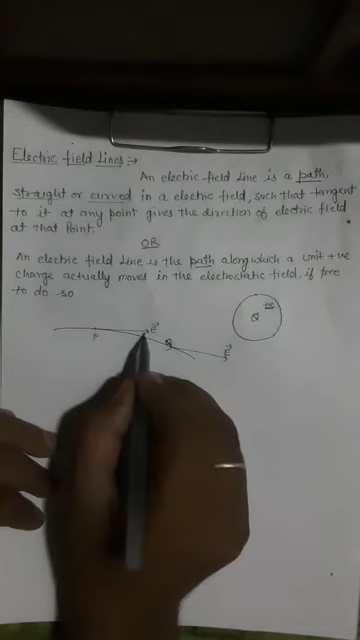 Electric field Lines :→
An electric field Line is a path,
straight or curved in a electric field, such that tangent
to it at any point gives the direction of electric field
at that Point.
OR
An electric field Line is the path along which a unit +ve
charge actually moves in the electrostatic field, if free
to do so
+ve
Q
P
E
Q
E